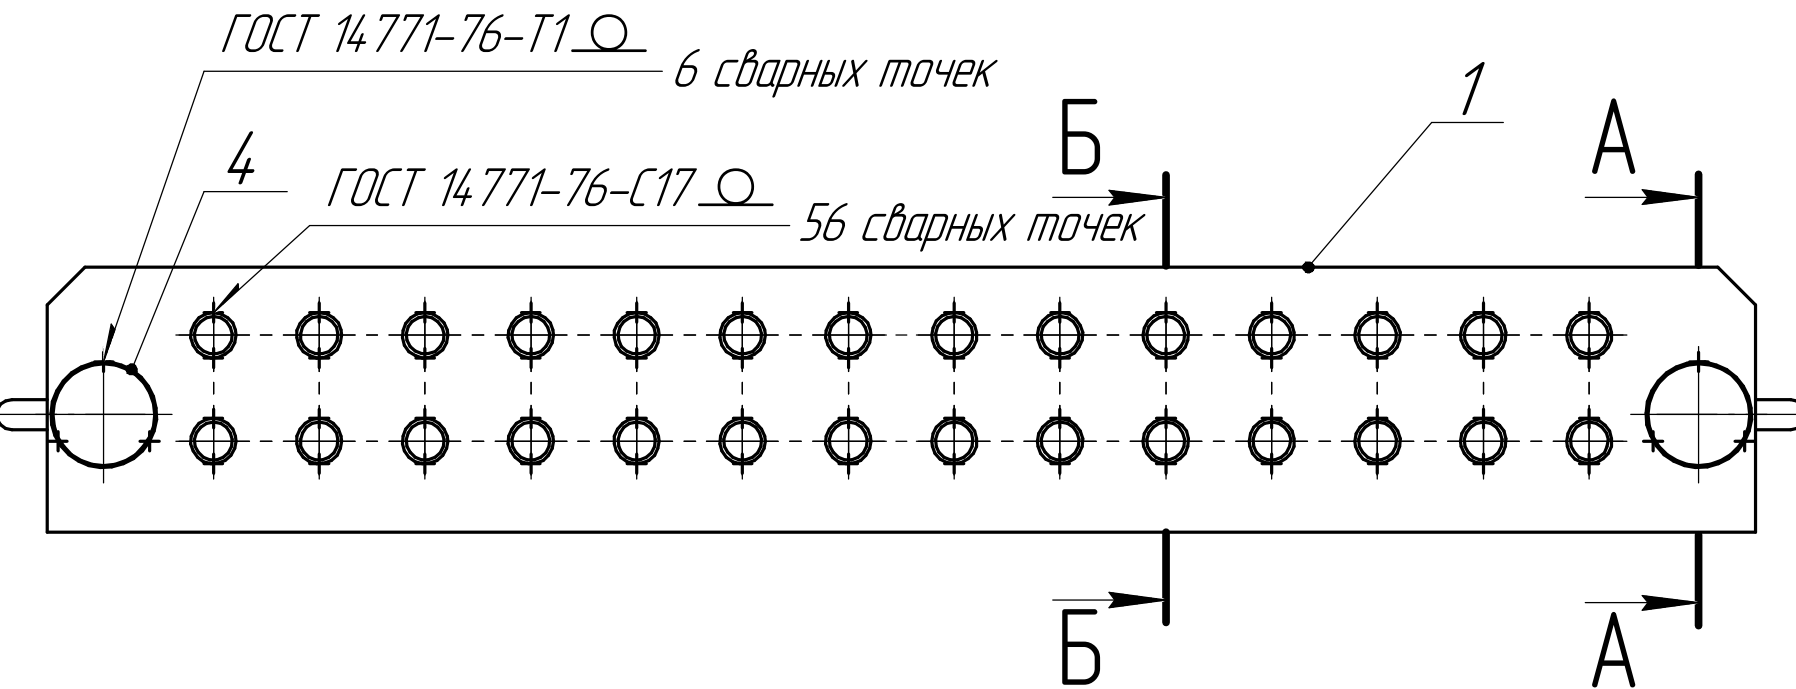 ГОСТ 14771-76-Т1
6 сварных точек
1
4
Б
А
ГОСТ 14771-76-С17
56 сварных точек
Б
А